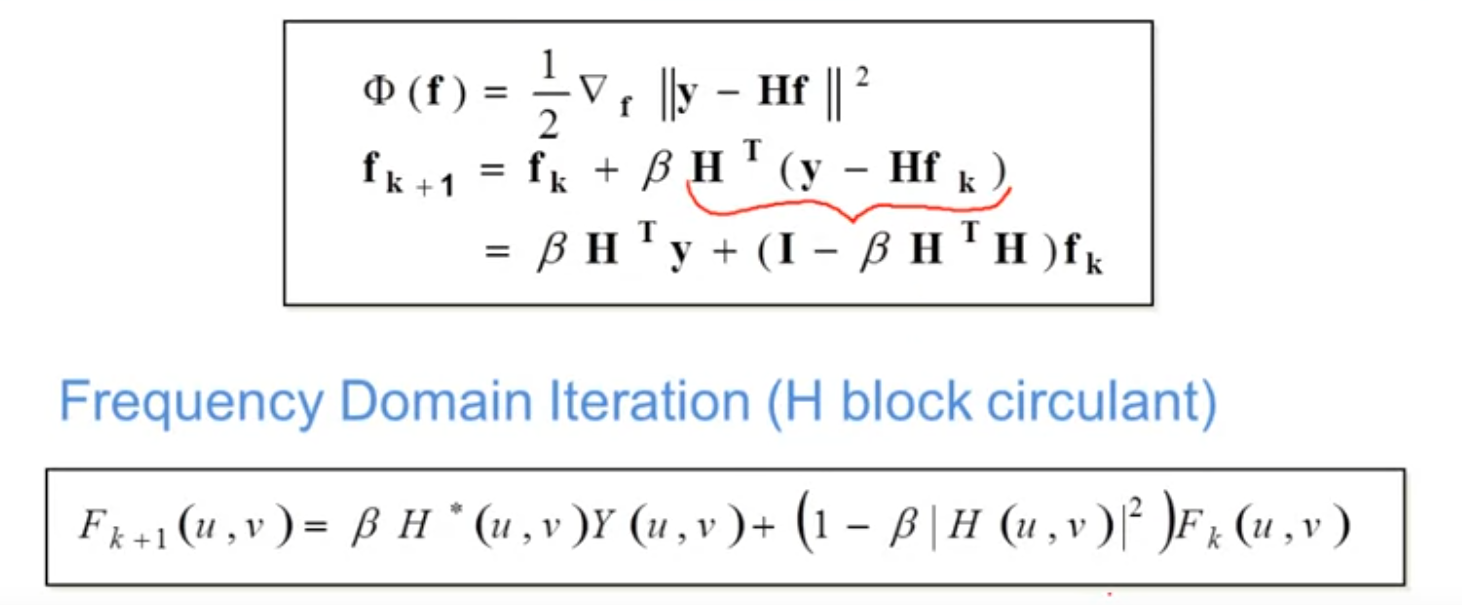 Φ(f) = 1/2 ∇_f ‖y − Hf‖²
f_{k+1} = f_k + β H^T (y − Hf_k)
= β H^T y + (I − β H^T H) f_k
Frequency Domain Iteration (H block circulant)
F_{k+1}(u,v) = β H*(u,v)Y(u,v) + (1 − β|H(u,v)|²)F_k(u,v)